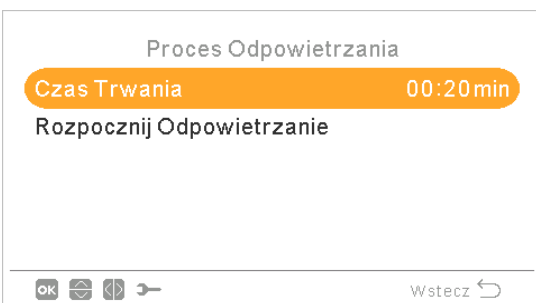 Proces Odpowietrzania
Czas Trwania 00:20min
Rozpocznij Odpowietrzanie
OK Wstecz